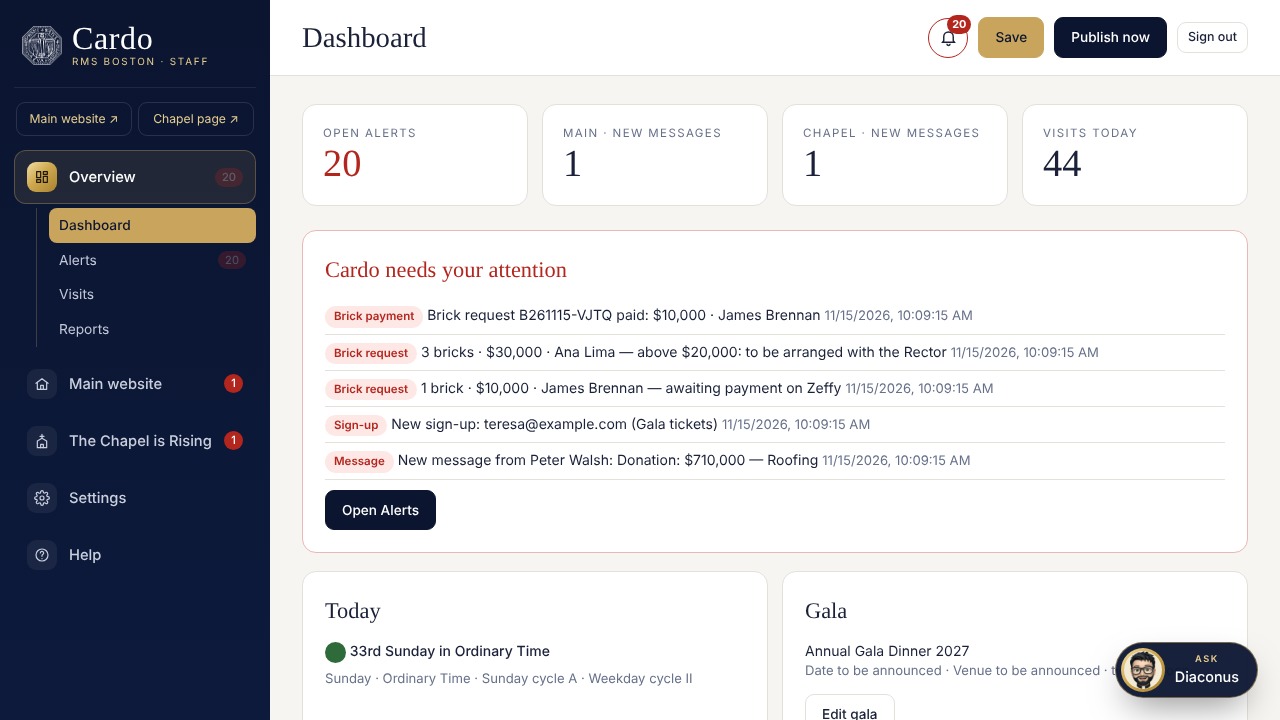 Cardo
RMS BOSTON · STAFF
Main website ↗
Chapel page ↗
Overview 20
Dashboard
Alerts 20
Visits
Reports
Main website 1
The Chapel is Rising 1
Settings
Help
Dashboard
20
Save
Publish now
Sign out
OPEN ALERTS
20
MAIN · NEW MESSAGES
1
CHAPEL · NEW MESSAGES
1
VISITS TODAY
44
Cardo needs your attention
Brick payment Brick request B261115-VJTQ paid: $10,000 · James Brennan 11/15/2026, 10:09:15 AM
Brick request 3 bricks · $30,000 · Ana Lima — above $20,000: to be arranged with the Rector 11/15/2026, 10:09:15 AM
Brick request 1 brick · $10,000 · James Brennan — awaiting payment on Zeffy 11/15/2026, 10:09:15 AM
Sign-up New sign-up: teresa@example.com (Gala tickets) 11/15/2026, 10:09:15 AM
Message New message from Peter Walsh: Donation: $710,000 — Roofing 11/15/2026, 10:09:15 AM
Open Alerts
Today
33rd Sunday in Ordinary Time
Sunday · Ordinary Time · Sunday cycle A · Weekday cycle II
Gala
Annual Gala Dinner 2027
Date to be announced · Venue to be announced ·
Edit gala
ASK
Diaconus